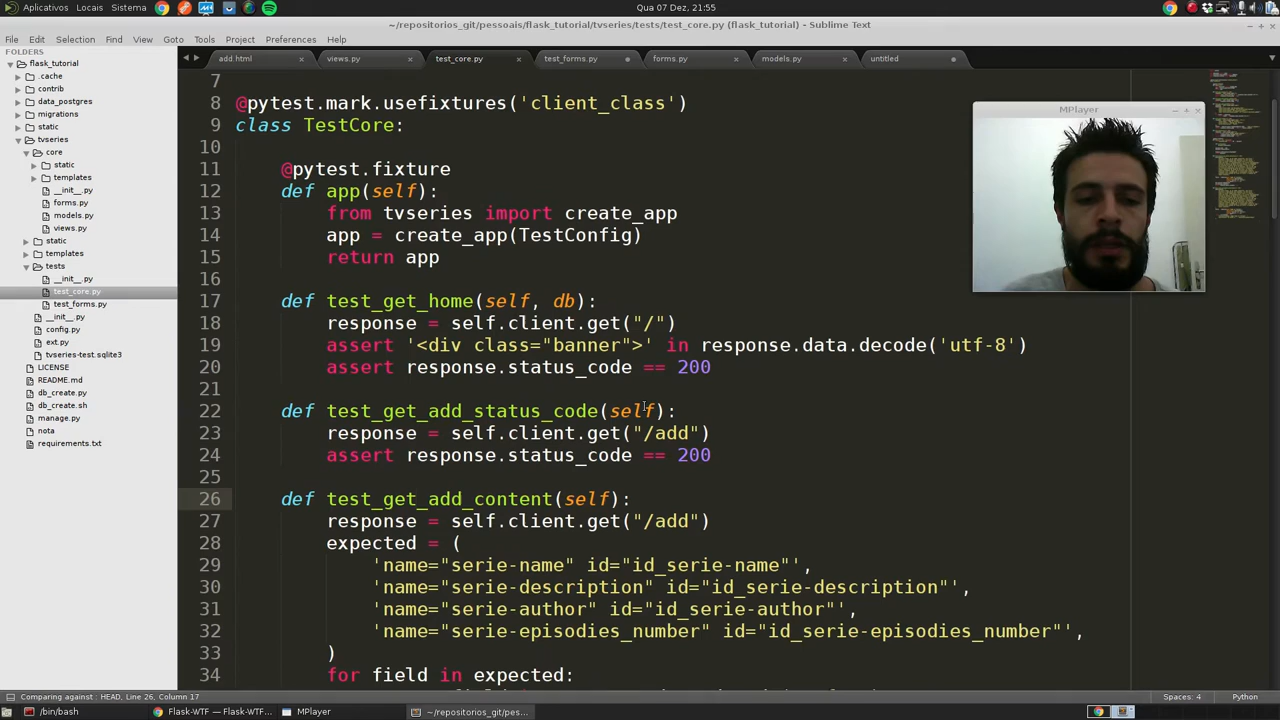 Aplicativos Locais Sistema Qua 07 Dez, 21:55
~/repositorios_git/pessoais/flask_tutorial/tvseries/tests/test_core.py (flask_tutorial) - Sublime Text
File Edit Selection Find View Goto Tools Project Preferences Help
FOLDERS
flask_tutorial
.cache
contrib
data_postgres
migrations
static
tvseries
core
static
templates
__init__.py
forms.py
models.py
views.py
static
templates
tests
__init__.py
test_core.py
test_forms.py
__init__.py
config.py
ext.py
tvseries-test.sqlite3
LICENSE
README.md
db_create.py
db_create.sh
manage.py
nota
requirements.txt
add.html views.py test_core.py test_forms.py forms.py models.py untitled
7
8 @pytest.mark.usefixtures('client_class')
9 class TestCore:
10
11 @pytest.fixture
12 def app(self):
13 from tvseries import create_app
14 app = create_app(TestConfig)
15 return app
16
17 def test_get_home(self, db):
18 response = self.client.get("/")
19 assert '<div class="banner">' in response.data.decode('utf-8')
20 assert response.status_code == 200
21
22 def test_get_add_status_code(self):
23 response = self.client.get("/add")
24 assert response.status_code == 200
25
26 def test_get_add_content(self):
27 response = self.client.get("/add")
28 expected = (
29 'name="serie-name" id="id_serie-name"',
30 'name="serie-description" id="id_serie-description"',
31 'name="serie-author" id="id_serie-author"',
32 'name="serie-episodies_number" id="id_serie-episodies_number"',
33 )
34 for field in expected:
MPlayer
Comparing against : HEAD, Line 26, Column 17 Spaces: 4 Python
/bin/bash Flask-WTF — Flask-WT... MPlayer ~/repositorios_git/pes...